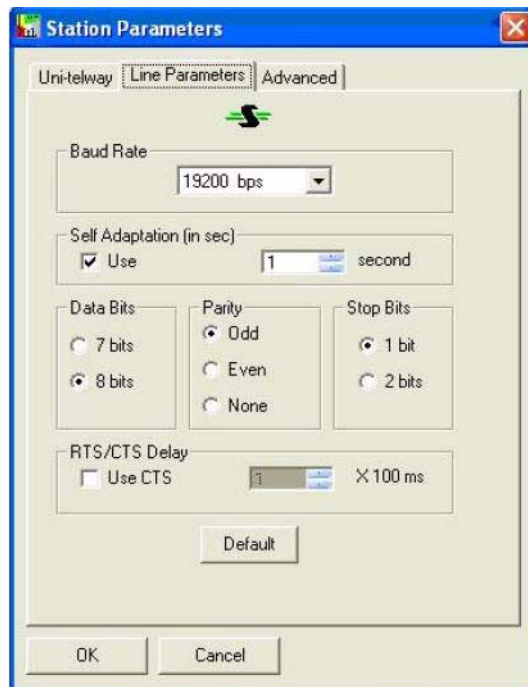 Station Parameters
Uni-telway Line Parameters Advanced
Baud Rate
19200 bps
Self Adaptation (in sec)
Use 1 second
Data Bits Parity Stop Bits
7 bits Odd 1 bit
8 bits Even 2 bits
None
RTS/CTS Delay
Use CTS 1 X 100 ms
Default
OK Cancel